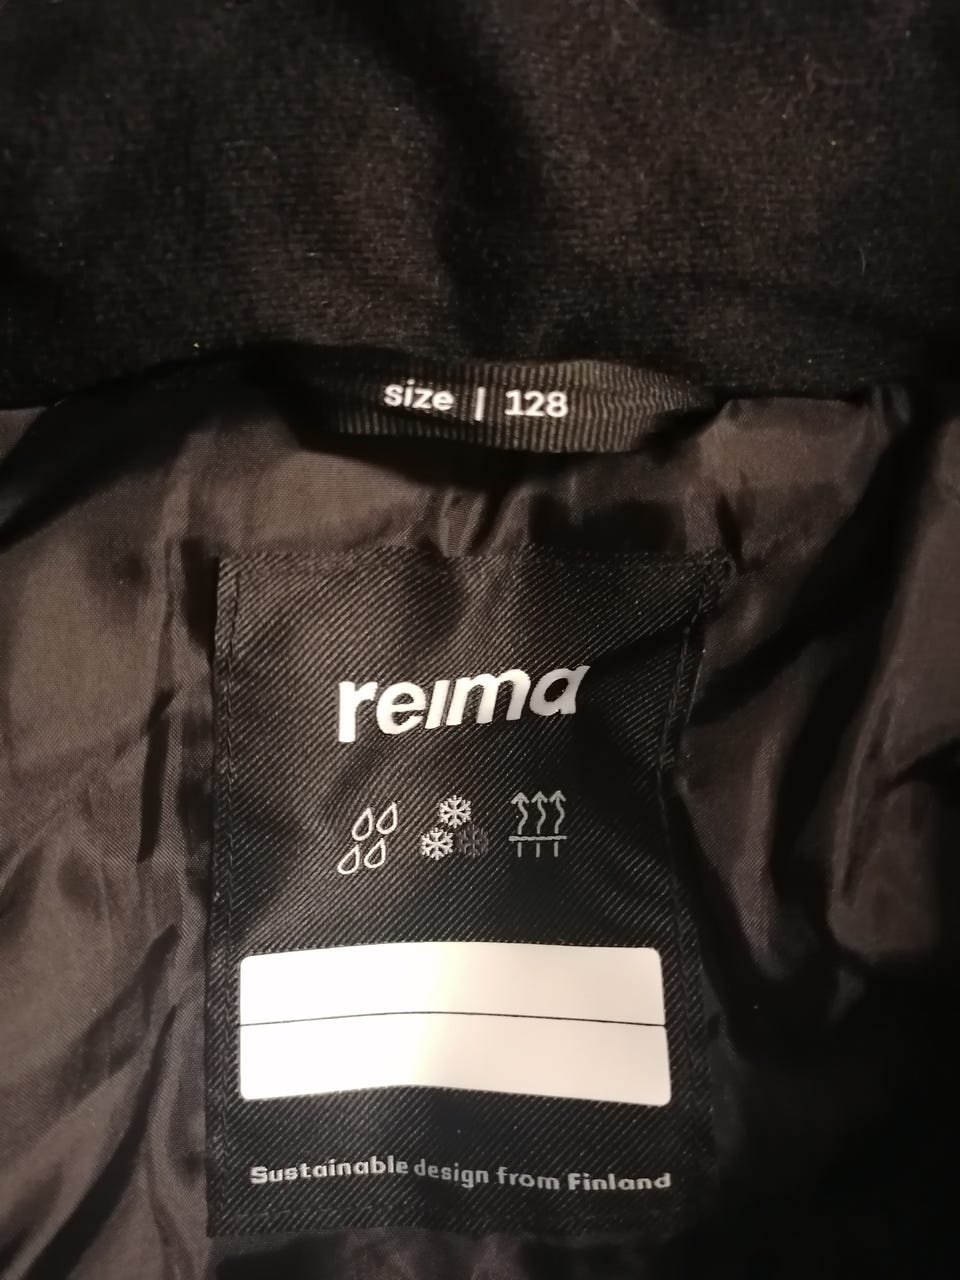 size | 128
reima
Sustainable design from Finland